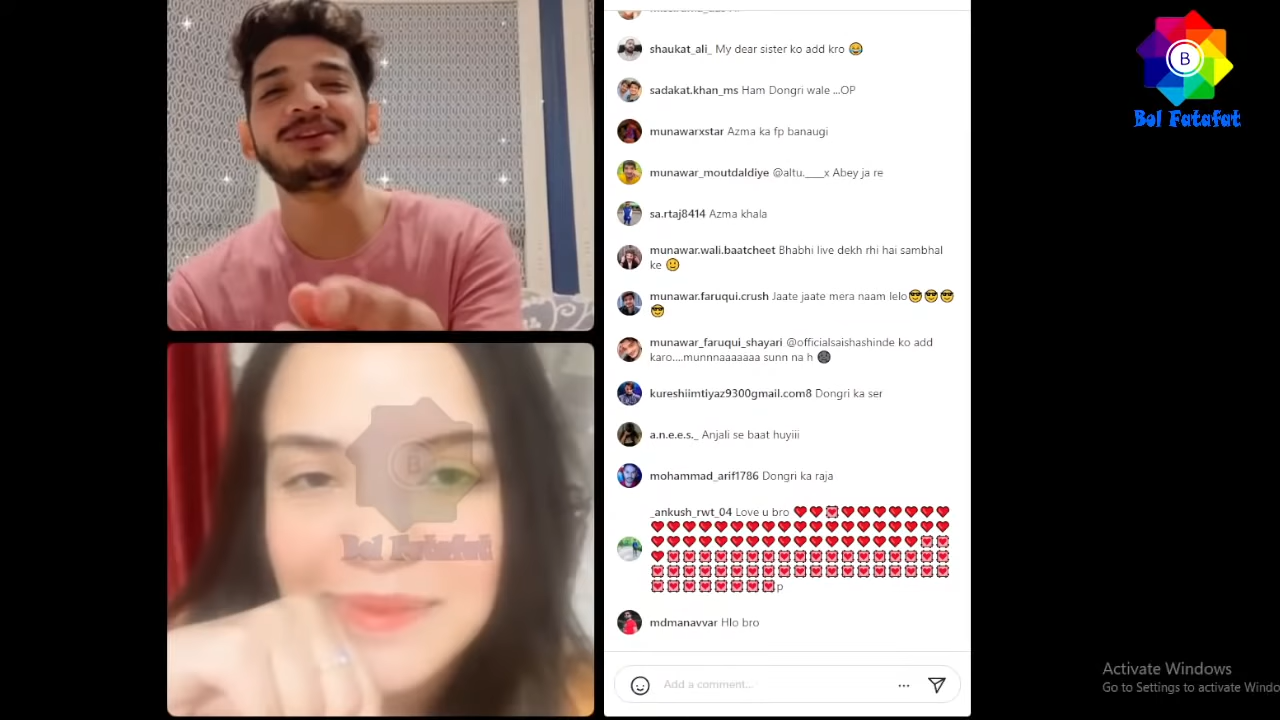 shaukat_ali_ My dear sister ko add kro 😂
sadakat.khan_ms Ham Dongri wale ...OP
munawarxstar Azma ka fp banaugi
munawar_moutdaldiye @altu.____x Abey ja re
sa.rtaj8414 Azma khala
munawar.wali.baatcheet Bhabhi live dekh rhi hai sambhal
ke 🙂
munawar.faruqui.crush Jaate jaate mera naam lelo😎😎😎
😎
munawar_faruqui_shayari @officialsaishashinde ko add
karo....munnnaaaaaaa sunn na h
kureshiimtiyaz9300gmail.com8 Dongri ka ser
a.n.e.e.s._ Anjali se baat huyiii
mohammad_arif1786 Dongri ka raja
_ankush_rwt_04 Love u bro ❤❤💟❤❤❤❤❤❤❤
❤❤❤❤❤❤❤❤❤❤❤❤❤❤❤❤❤❤❤
❤❤❤❤❤❤❤❤❤❤❤❤❤❤❤❤❤💟💟
❤💟💟💟💟💟💟💟💟💟💟💟💟💟💟💟💟💟💟
💟💟💟💟💟💟💟💟💟💟💟💟💟💟💟💟💟💟💟
💟💟💟💟💟💟💟💟p
mdmanavvar Hlo bro
Add a comment...
B
Bol Fatafat
B
Bol Fatafat
Activate Windows
Go to Settings to activate Windo